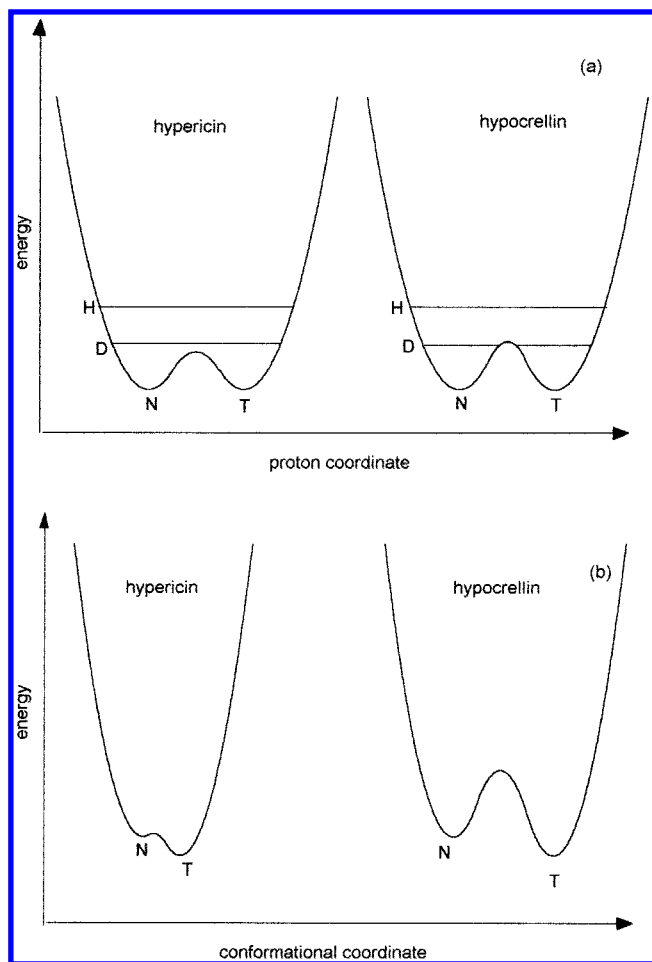 (a)
hypericin
hypocrellin
energy
H
H
D
D
N
T
N
T
proton coordinate
(b)
hypericin
hypocrellin
energy
N
T
N
T
conformational coordinate